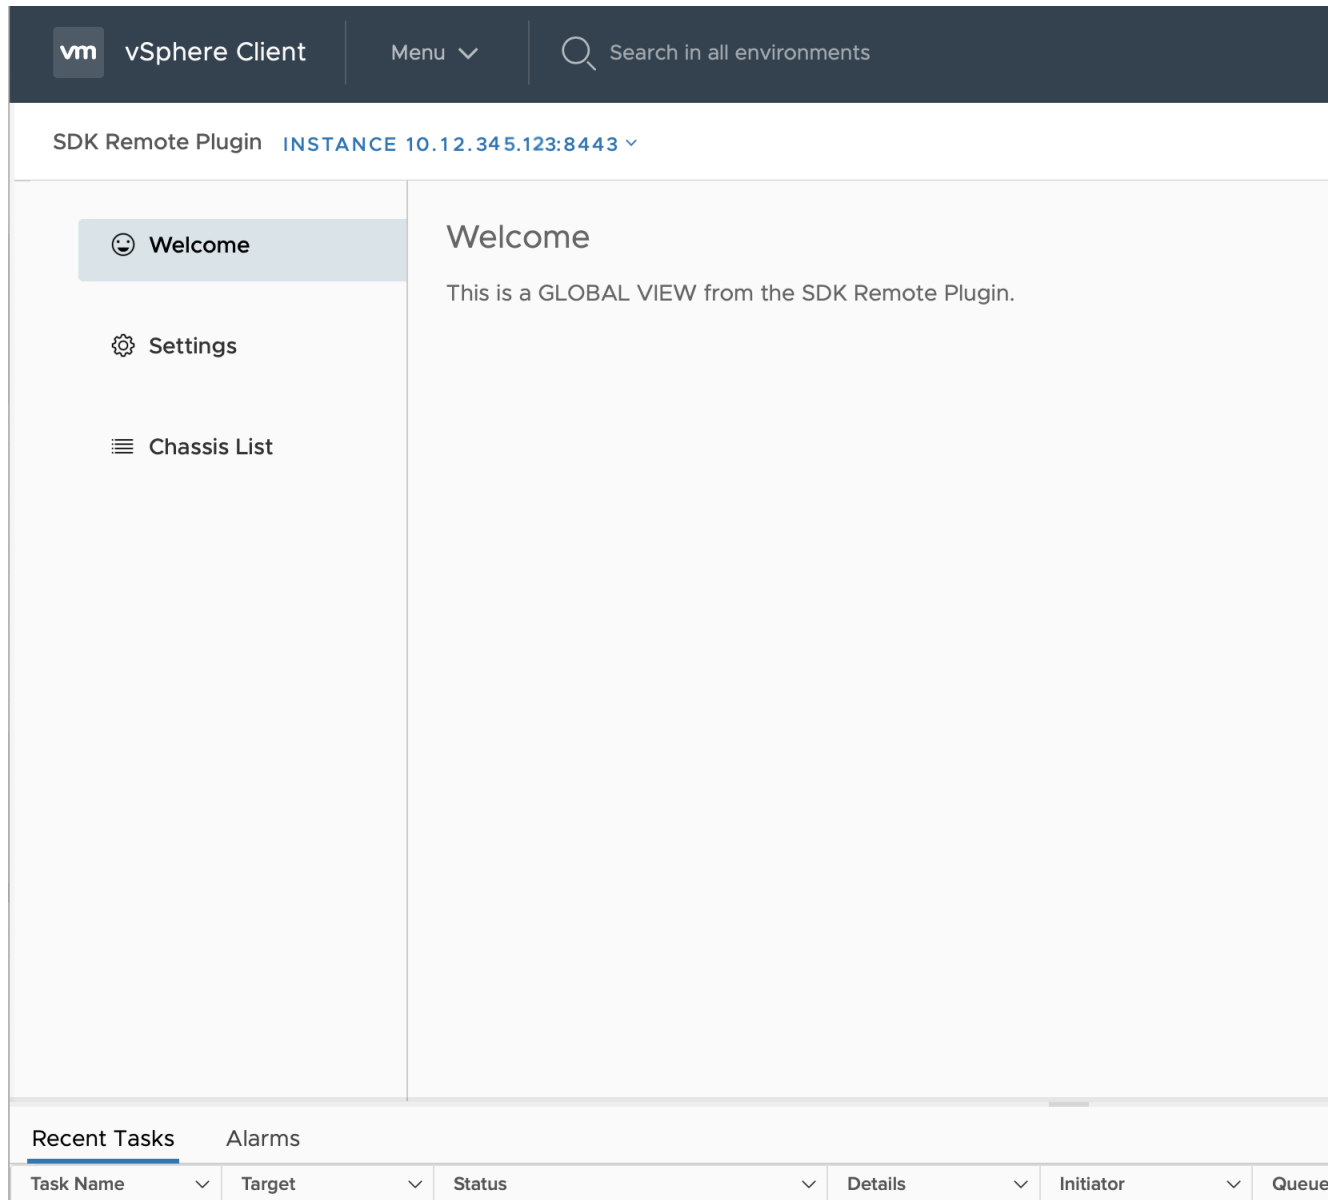 vm vSphere Client Menu Search in all environments
SDK Remote Plugin INSTANCE 10.12.345.123:8443
Welcome
Settings
Chassis List
Welcome
This is a GLOBAL VIEW from the SDK Remote Plugin.
Recent Tasks Alarms
Task Name Target Status Details Initiator Queue